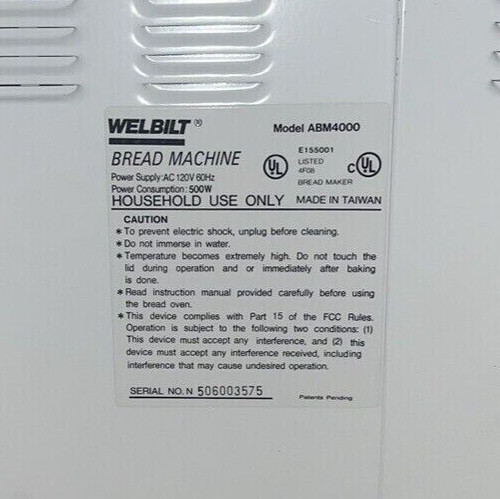 WELBILT ® Model ABM4000
BREAD MACHINE
Power Supply:AC 120V 60Hz
Power Consumption: 500W
UL E155001
LISTED
4F08
BREAD MAKER
C UL
HOUSEHOLD USE ONLY MADE IN TAIWAN
CAUTION
* To prevent electric shock, unplug before cleaning.
* Do not immerse in water.
* Temperature becomes extremely high. Do not touch the
lid during operation and or immediately after baking
is done.
* Read instruction manual provided carefully before using
the bread oven.
* This device complies with Part 15 of the FCC Rules.
Operation is subject to the following two conditions: (1)
This device must accept any interference, and (2) this
device must accept any interference received, including
interference that may cause undesired operation.
SERIAL NO. N 506003575 Patents Pending